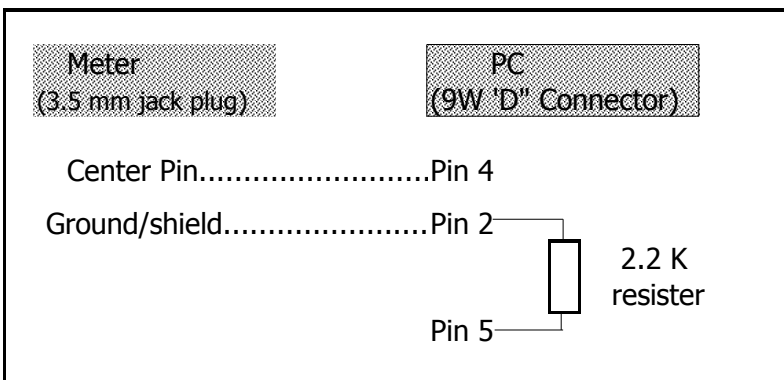 Meter
(3.5 mm jack plug)
PC
(9W 'D" Connector)
Center Pin..........................Pin 4
Ground/shield.......................Pin 2
2.2 K
resister
Pin 5